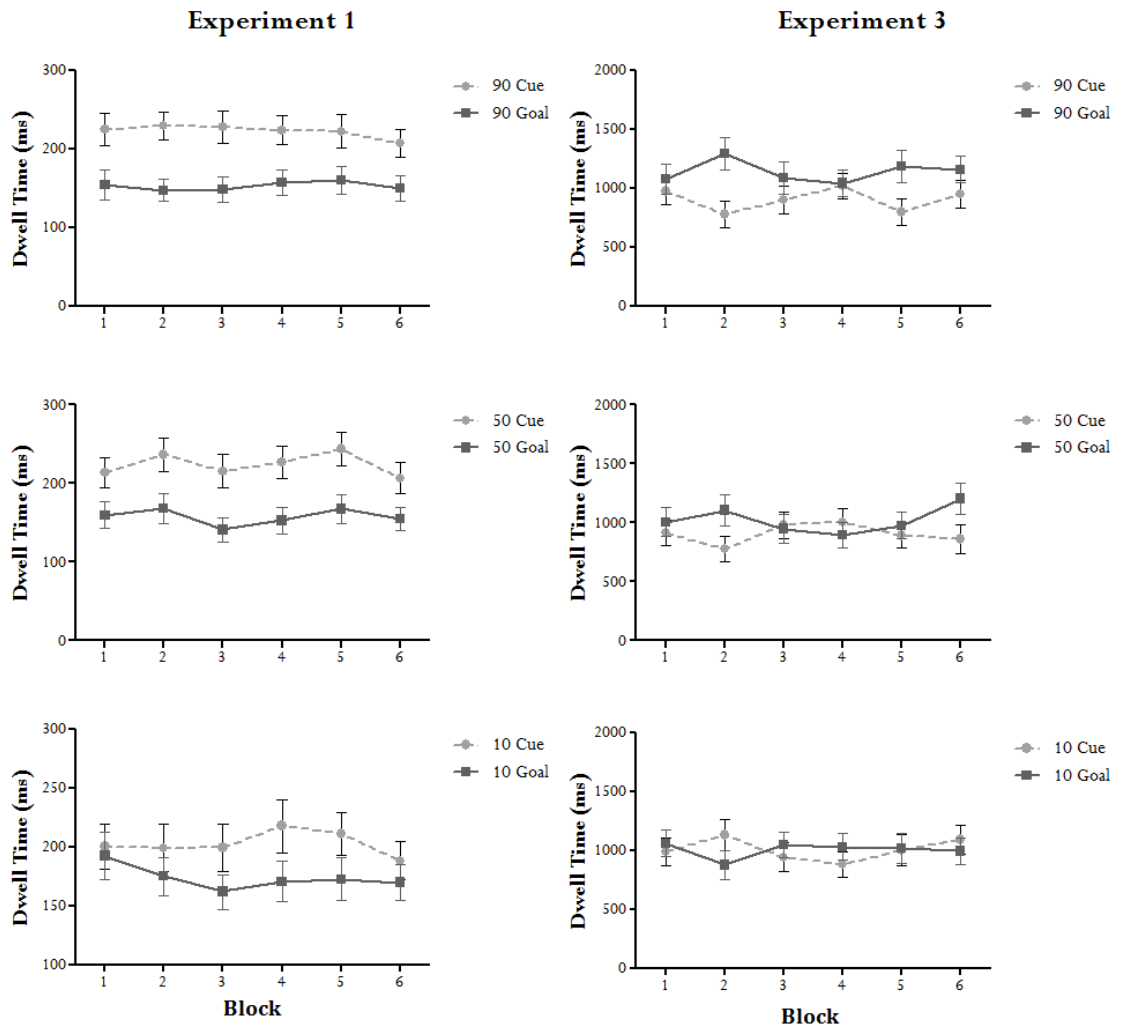 Experiment 1
Experiment 3
Dwell Time (ms)
300
200
100
0
1 2 3 4 5 6
90 Cue
90 Goal
Dwell Time (ms)
2000
1500
1000
500
0
1 2 3 4 5 6
90 Cue
90 Goal
Dwell Time (ms)
300
200
100
0
1 2 3 4 5 6
50 Cue
50 Goal
Dwell Time (ms)
2000
1500
1000
500
0
1 2 3 4 5 6
50 Cue
50 Goal
Dwell Time (ms)
300
250
200
150
100
1 2 3 4 5 6
Block
10 Cue
10 Goal
Dwell Time (ms)
2000
1500
1000
500
0
1 2 3 4 5 6
Block
10 Cue
10 Goal